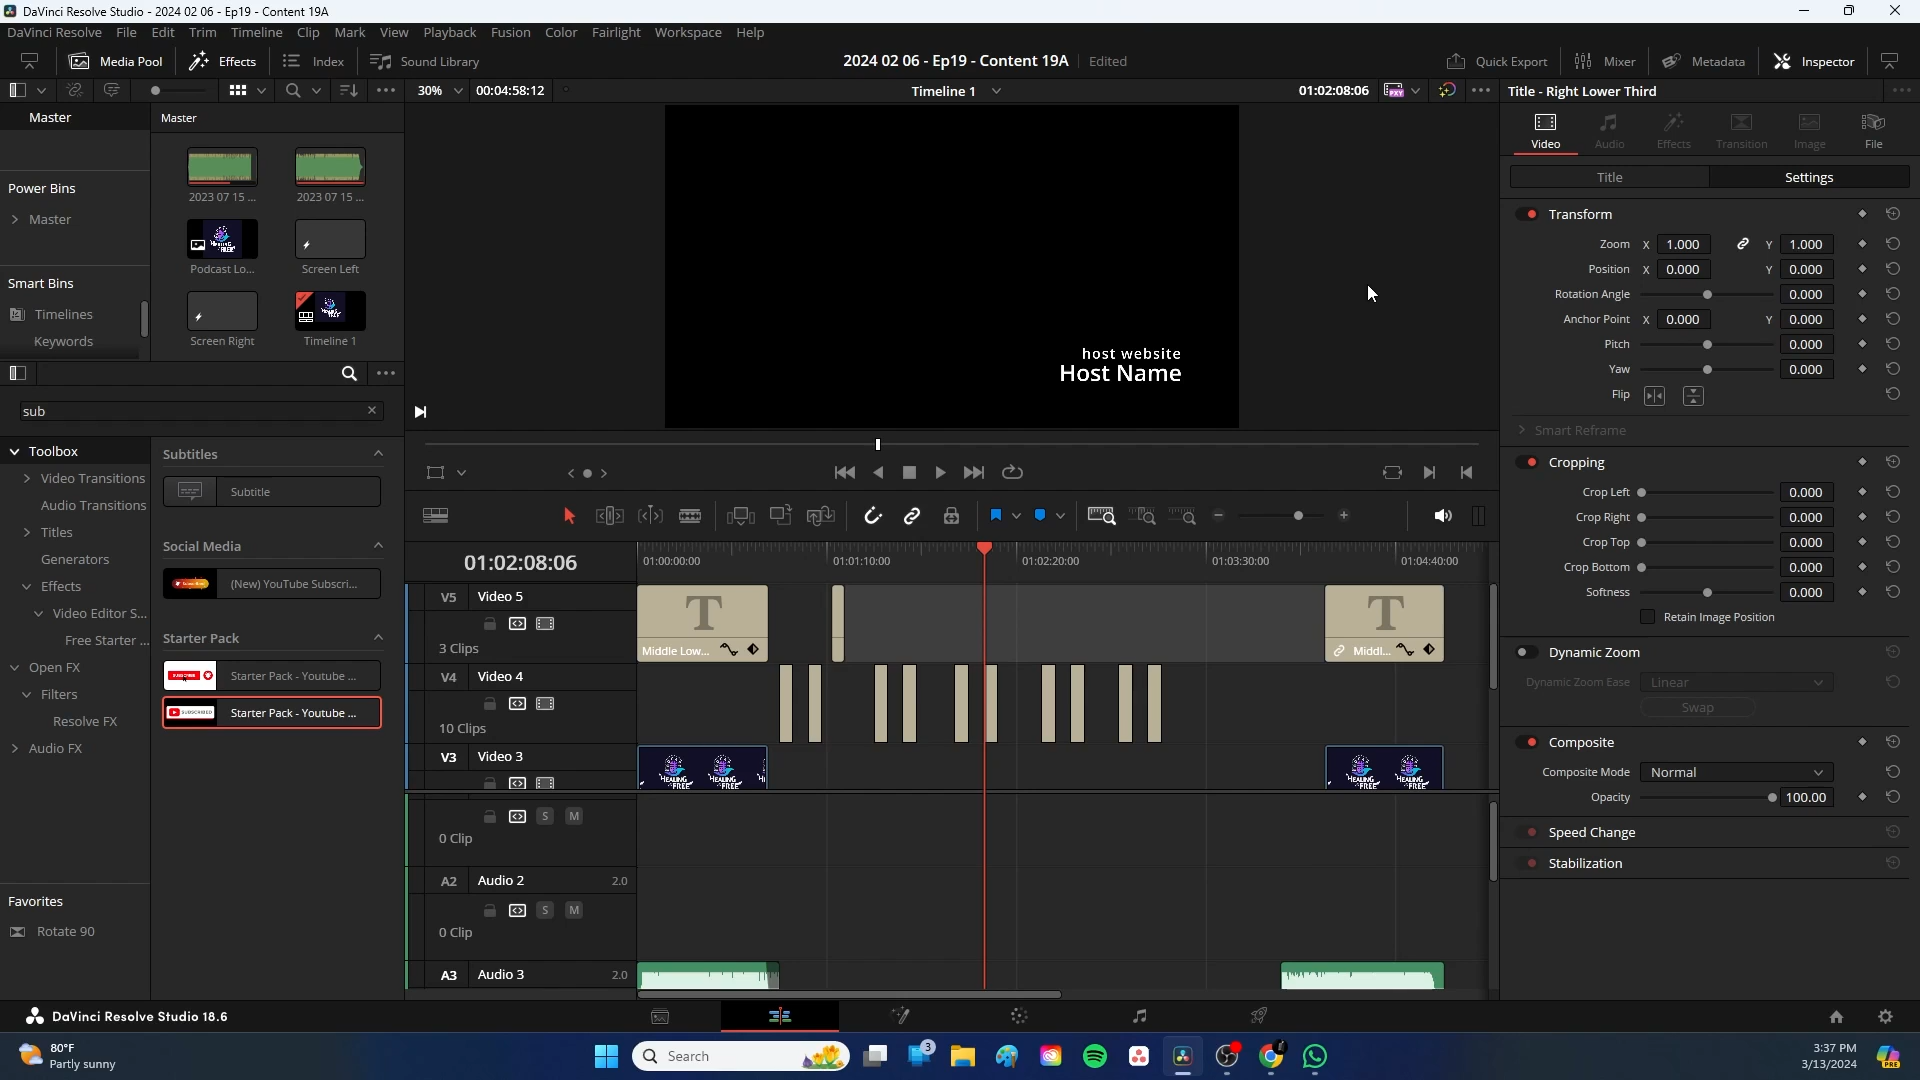 DaVinci Resolve Studio - 2024 02 06 - Ep19 - Content 19A
DaVinci Resolve File Edit Trim Timeline Clip Mark View Playback Fusion Color Fairlight Workspace Help
Media Pool Effects Index Sound Library 2024 02 06 - Ep19 - Content 19A Edited Quick Export Mixer Metadata Inspector
30% 00:04:58:12 Timeline 1 01:02:08:06 Title - Right Lower Third
Master
Master
Power Bins
Master
Smart Bins
Timelines
Keywords
2023 07 15 ...
2023 07 15 ...
Podcast Lo...
Screen Left
Screen Right
Timeline 1
host website
Host Name
Video Audio Effects Transition Image File
Title Settings
Transform
Zoom X 1.000 Y 1.000
Position X 0.000 Y 0.000
Rotation Angle 0.000
Anchor Point X 0.000 Y 0.000
Pitch 0.000
Yaw 0.000
Flip
Smart Reframe
Cropping
Crop Left 0.000
Crop Right 0.000
Crop Top 0.000
Crop Bottom 0.000
Softness 0.000
Retain Image Position
Dynamic Zoom
Dynamic Zoom Ease Linear
Swap
Composite
Composite Mode Normal
Opacity 100.00
Speed Change
Stabilization
sub
Toolbox
Video Transitions
Audio Transitions
Titles
Generators
Effects
Video Editor S...
Free Starter ...
Open FX
Filters
Resolve FX
Audio FX
Favorites
Rotate 90
Subtitles
Subtitle
Social Media
(New) YouTube Subscri...
Starter Pack
Starter Pack - Youtube ...
Starter Pack - Youtube ...
01:02:08:06 01:00:00:00 01:01:10:00 01:02:20:00 01:03:30:00 01:04:40:00
V5 Video 5
3 Clips
Middle Low...
Middl...
V4 Video 4
10 Clips
V3 Video 3
HEALING FREE HEALING FREE
HEALING FREE HEALING FREE
S M
0 Clip
A2 Audio 2 2.0
S M
0 Clip
A3 Audio 3 2.0
DaVinci Resolve Studio 18.6
80°F
Partly sunny
Search
3
3:37 PM
3/13/2024